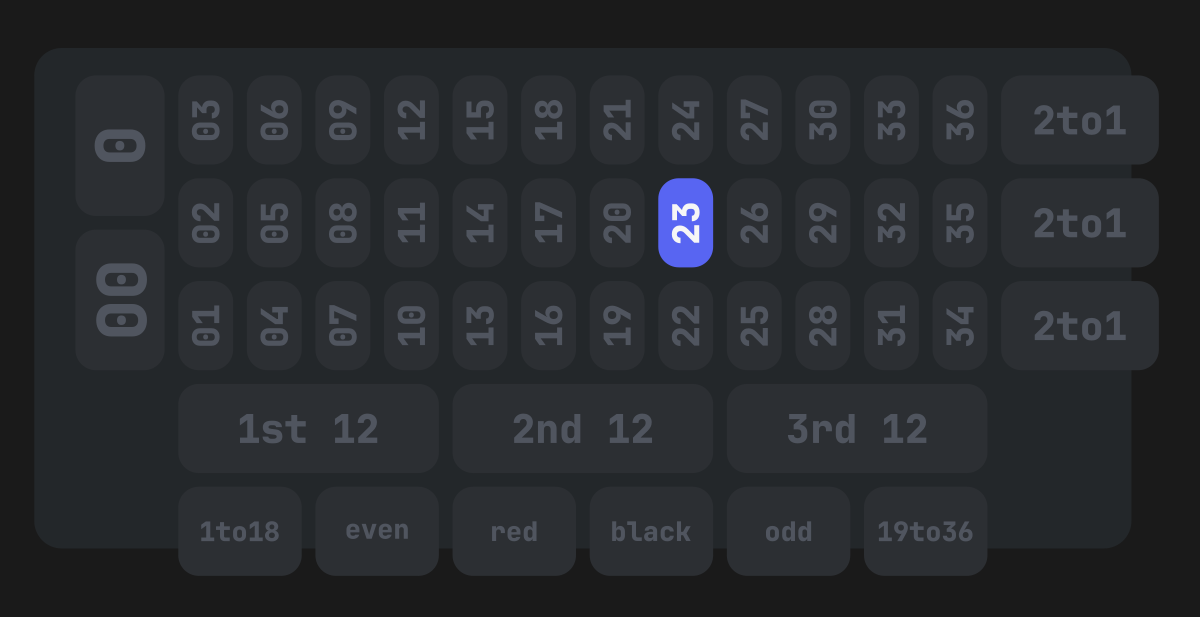 0
00
03 06 09 12 15 18 21 24 27 30 33 36 2to1
02 05 08 11 14 17 20 23 26 29 32 35 2to1
01 04 07 10 13 16 19 22 25 28 31 34 2to1
1st 12 2nd 12 3rd 12
1to18 even red black odd 19to36